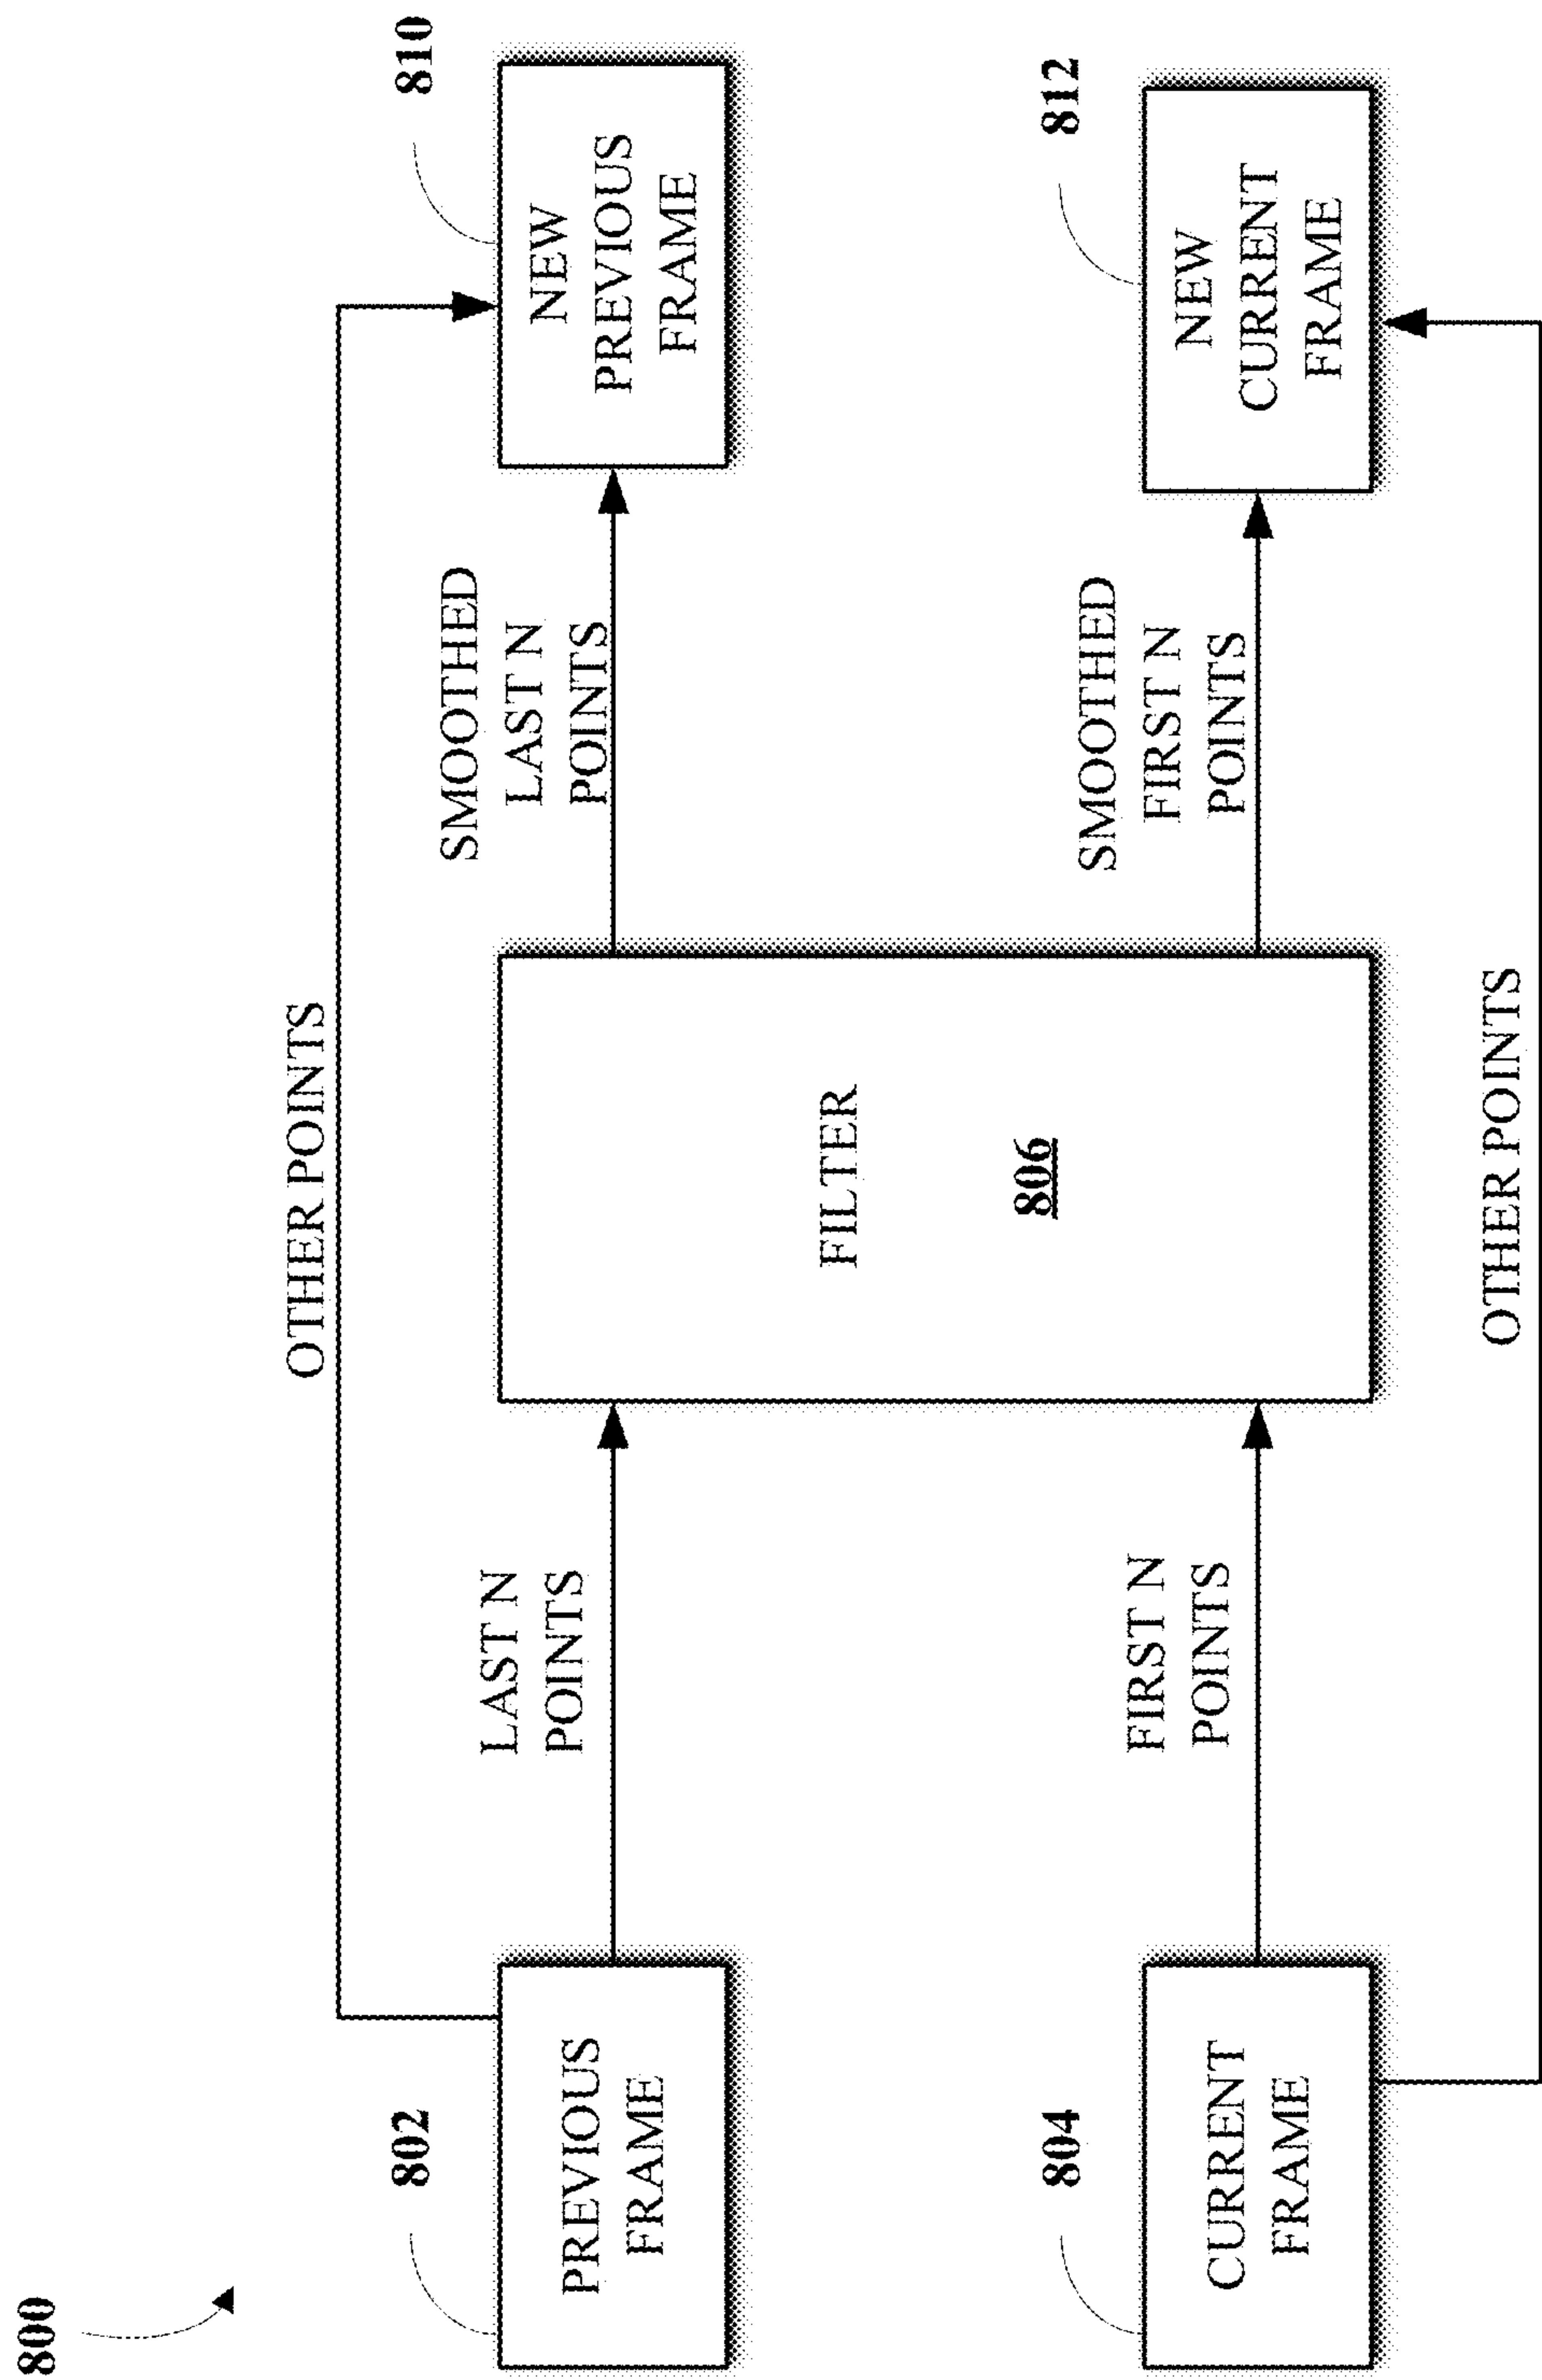 800
OTHER POINTS
802
PREVIOUS
FRAME
LAST N
POINTS
FILTER
806
SMOOTHED
LAST N
POINTS
810
NEW
PREVIOUS
FRAME
804
CURRENT
FRAME
FIRST N
POINTS
SMOOTHED
FIRST N
POINTS
812
NEW
CURRENT
FRAME
OTHER POINTS